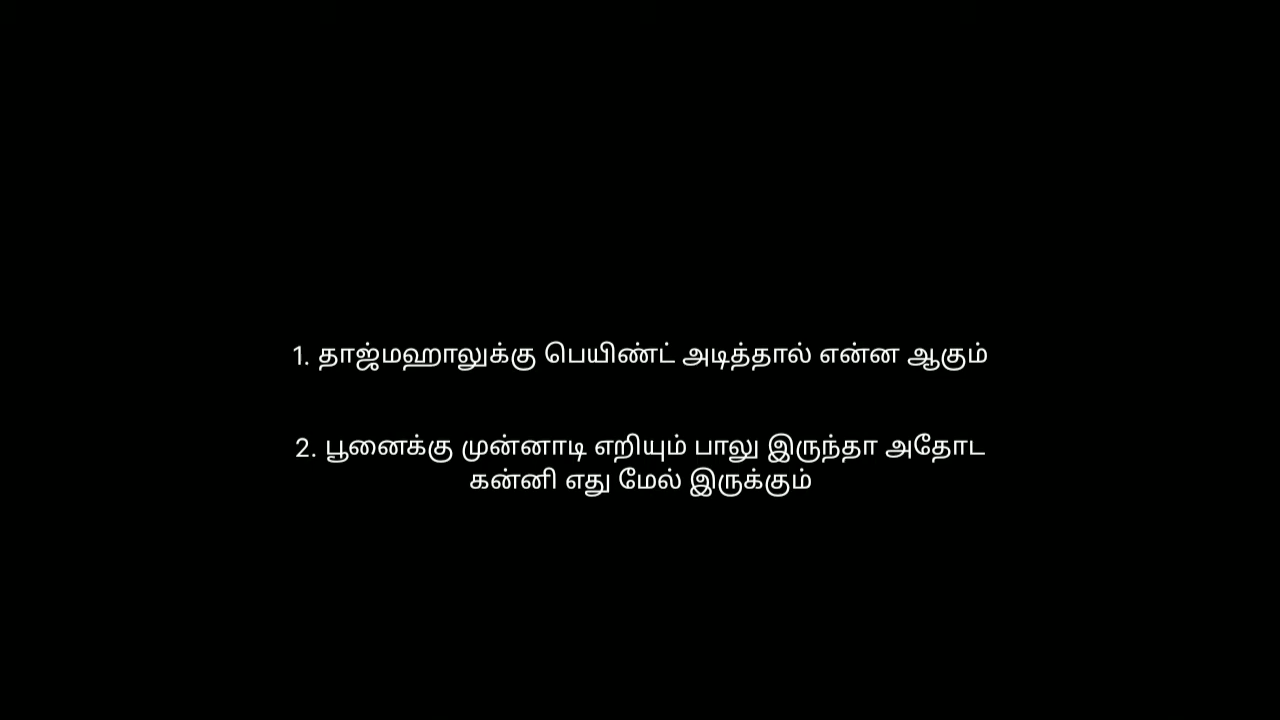 1. தாஜ்மஹாலுக்கு பெயிண்ட் அடித்தால் என்ன ஆகும்
2. பூனைக்கு முன்னாடி எறியும் பாலு இருந்தா அதோட
கன்னி எது மேல் இருக்கும்